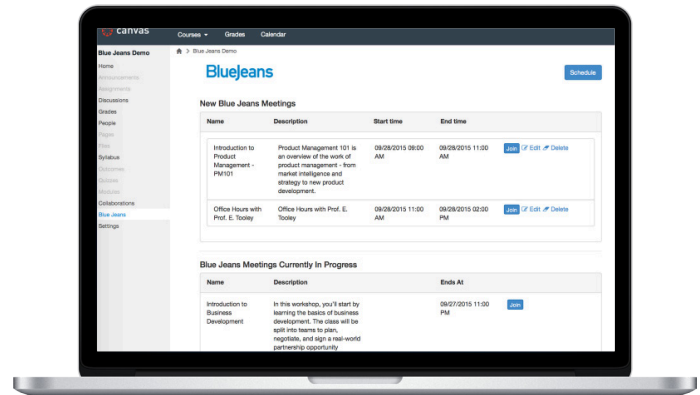 canvas
Courses Grades Calendar
Blue Jeans Demo
Home
Announcements
Assignments
Discussions
Grades
People
Pages
Files
Syllabus
Outcomes
Quizzes
Modules
Collaborations
Blue Jeans
Settings
> Blue Jeans Demo
BlueJeans
Schedule
New Blue Jeans Meetings
Name Description Start time End time
Introduction to Product Management 101 is 09/28/2015 09:00 09/28/2015 11:00 Join Edit Delete
Product an overview of the work of AM AM
Management - product management - from
PM101 market intelligence and
strategy to new product
development.
Office Hours with Office Hours with Prof. E. 09/28/2015 11:00 09/28/2015 02:00 Join Edit Delete
Prof. E. Tooley Tooley AM PM
Blue Jeans Meetings Currently In Progress
Name Description Ends At
Introduction to In this workshop, you'll start by 09/27/2015 11:00 Join
Business learning the basics of business PM
Development development. The class will be
split into teams to plan,
negotiate, and sign a real-world
partnership opportunity